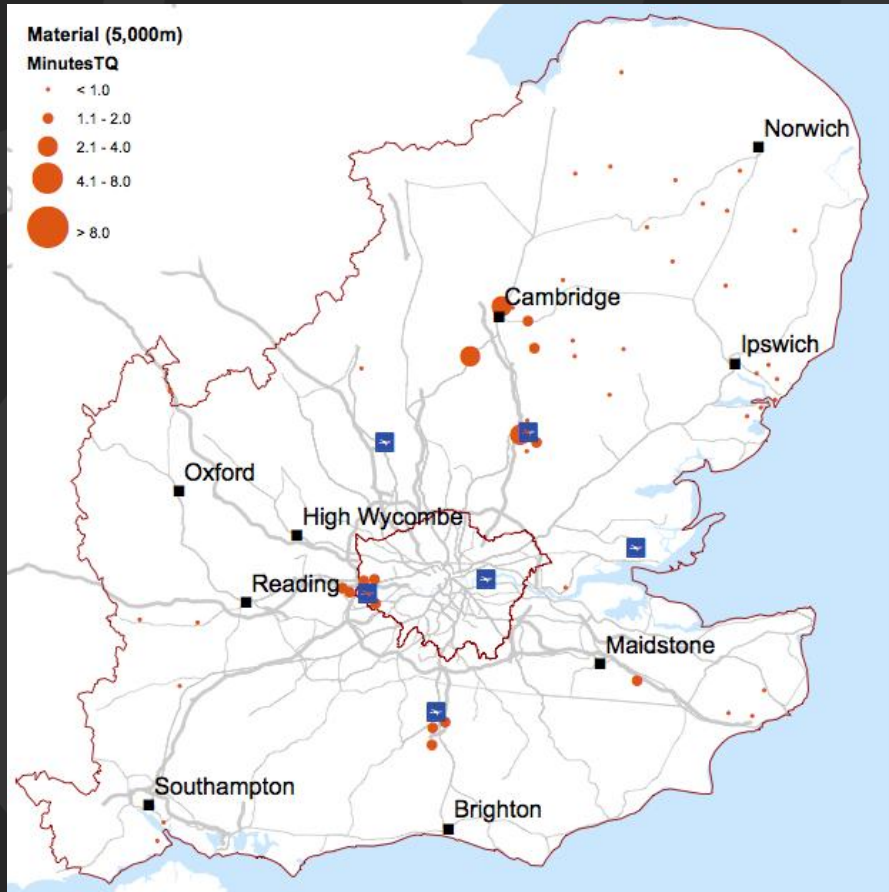 Material (5,000m)
MinutesTQ
< 1.0
1.1 - 2.0
2.1 - 4.0
4.1 - 8.0
> 8.0
Norwich
Cambridge
Ipswich
Oxford
High Wycombe
Reading
Maidstone
Southampton
Brighton